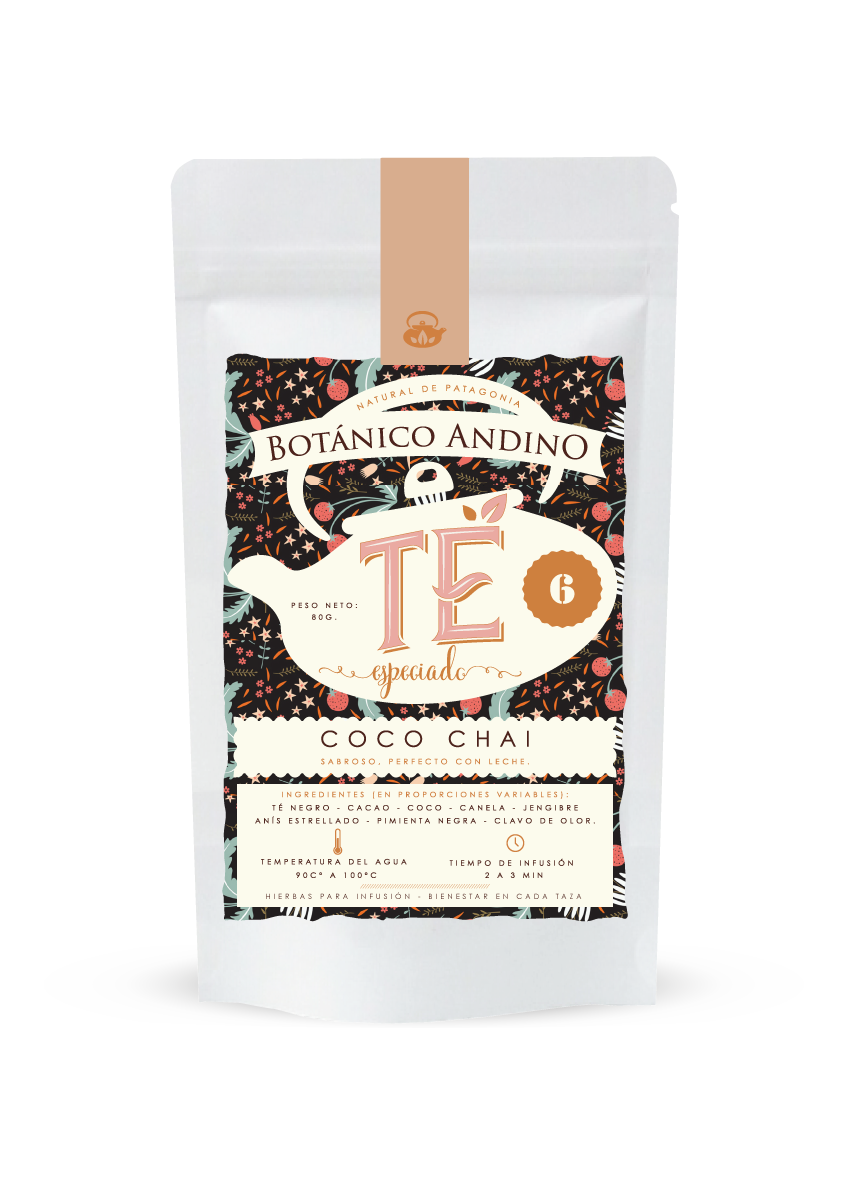 NATURAL DE PATAGONIA
BOTÁNICO ANDINO
TÉ
6
PESO NETO:
80G.
especiado
COCO CHAI
SABROSO, PERFECTO CON LECHE.
INGREDIENTES (EN PROPORCIONES VARIABLES):
TÉ NEGRO - CACAO - COCO - CANELA - JENGIBRE
ANÍS ESTRELLADO - PIMIENTA NEGRA - CLAVO DE OLOR.
TEMPERATURA DEL AGUA
90Cº A 100ºC
TIEMPO DE INFUSIÓN
2 A 3 MIN
HIERBAS PARA INFUSIÓN - BIENESTAR EN CADA TAZA